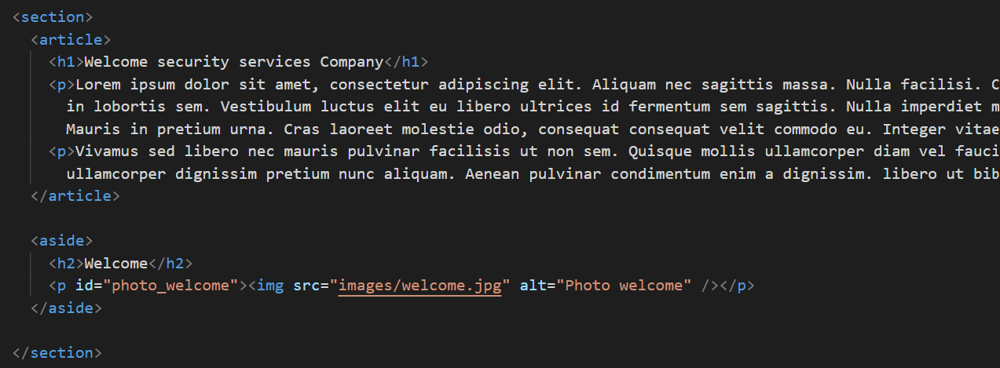 <section>
<article>
<h1>Welcome security services Company</h1>
<p>Lorem ipsum dolor sit amet, consectetur adipiscing elit. Aliquam nec sagittis massa. Nulla facilisi. C
in lobortis sem. Vestibulum luctus elit eu libero ultrices id fermentum sem sagittis. Nulla imperdiet m
Mauris in pretium urna. Cras laoreet molestie odio, consequat consequat velit commodo eu. Integer vitae
<p>Vivamus sed libero nec mauris pulvinar facilisis ut non sem. Quisque mollis ullamcorper diam vel fauci
ullamcorper dignissim pretium nunc aliquam. Aenean pulvinar condimentum enim a dignissim. libero ut bib
</article>
<aside>
<h2>Welcome</h2>
<p id="photo_welcome"><img src="images/welcome.jpg" alt="Photo welcome" /></p>
</aside>
</section>